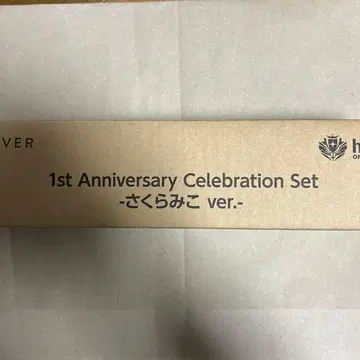 VER
1st Anniversary Celebration Set
-さくらみこ ver.-